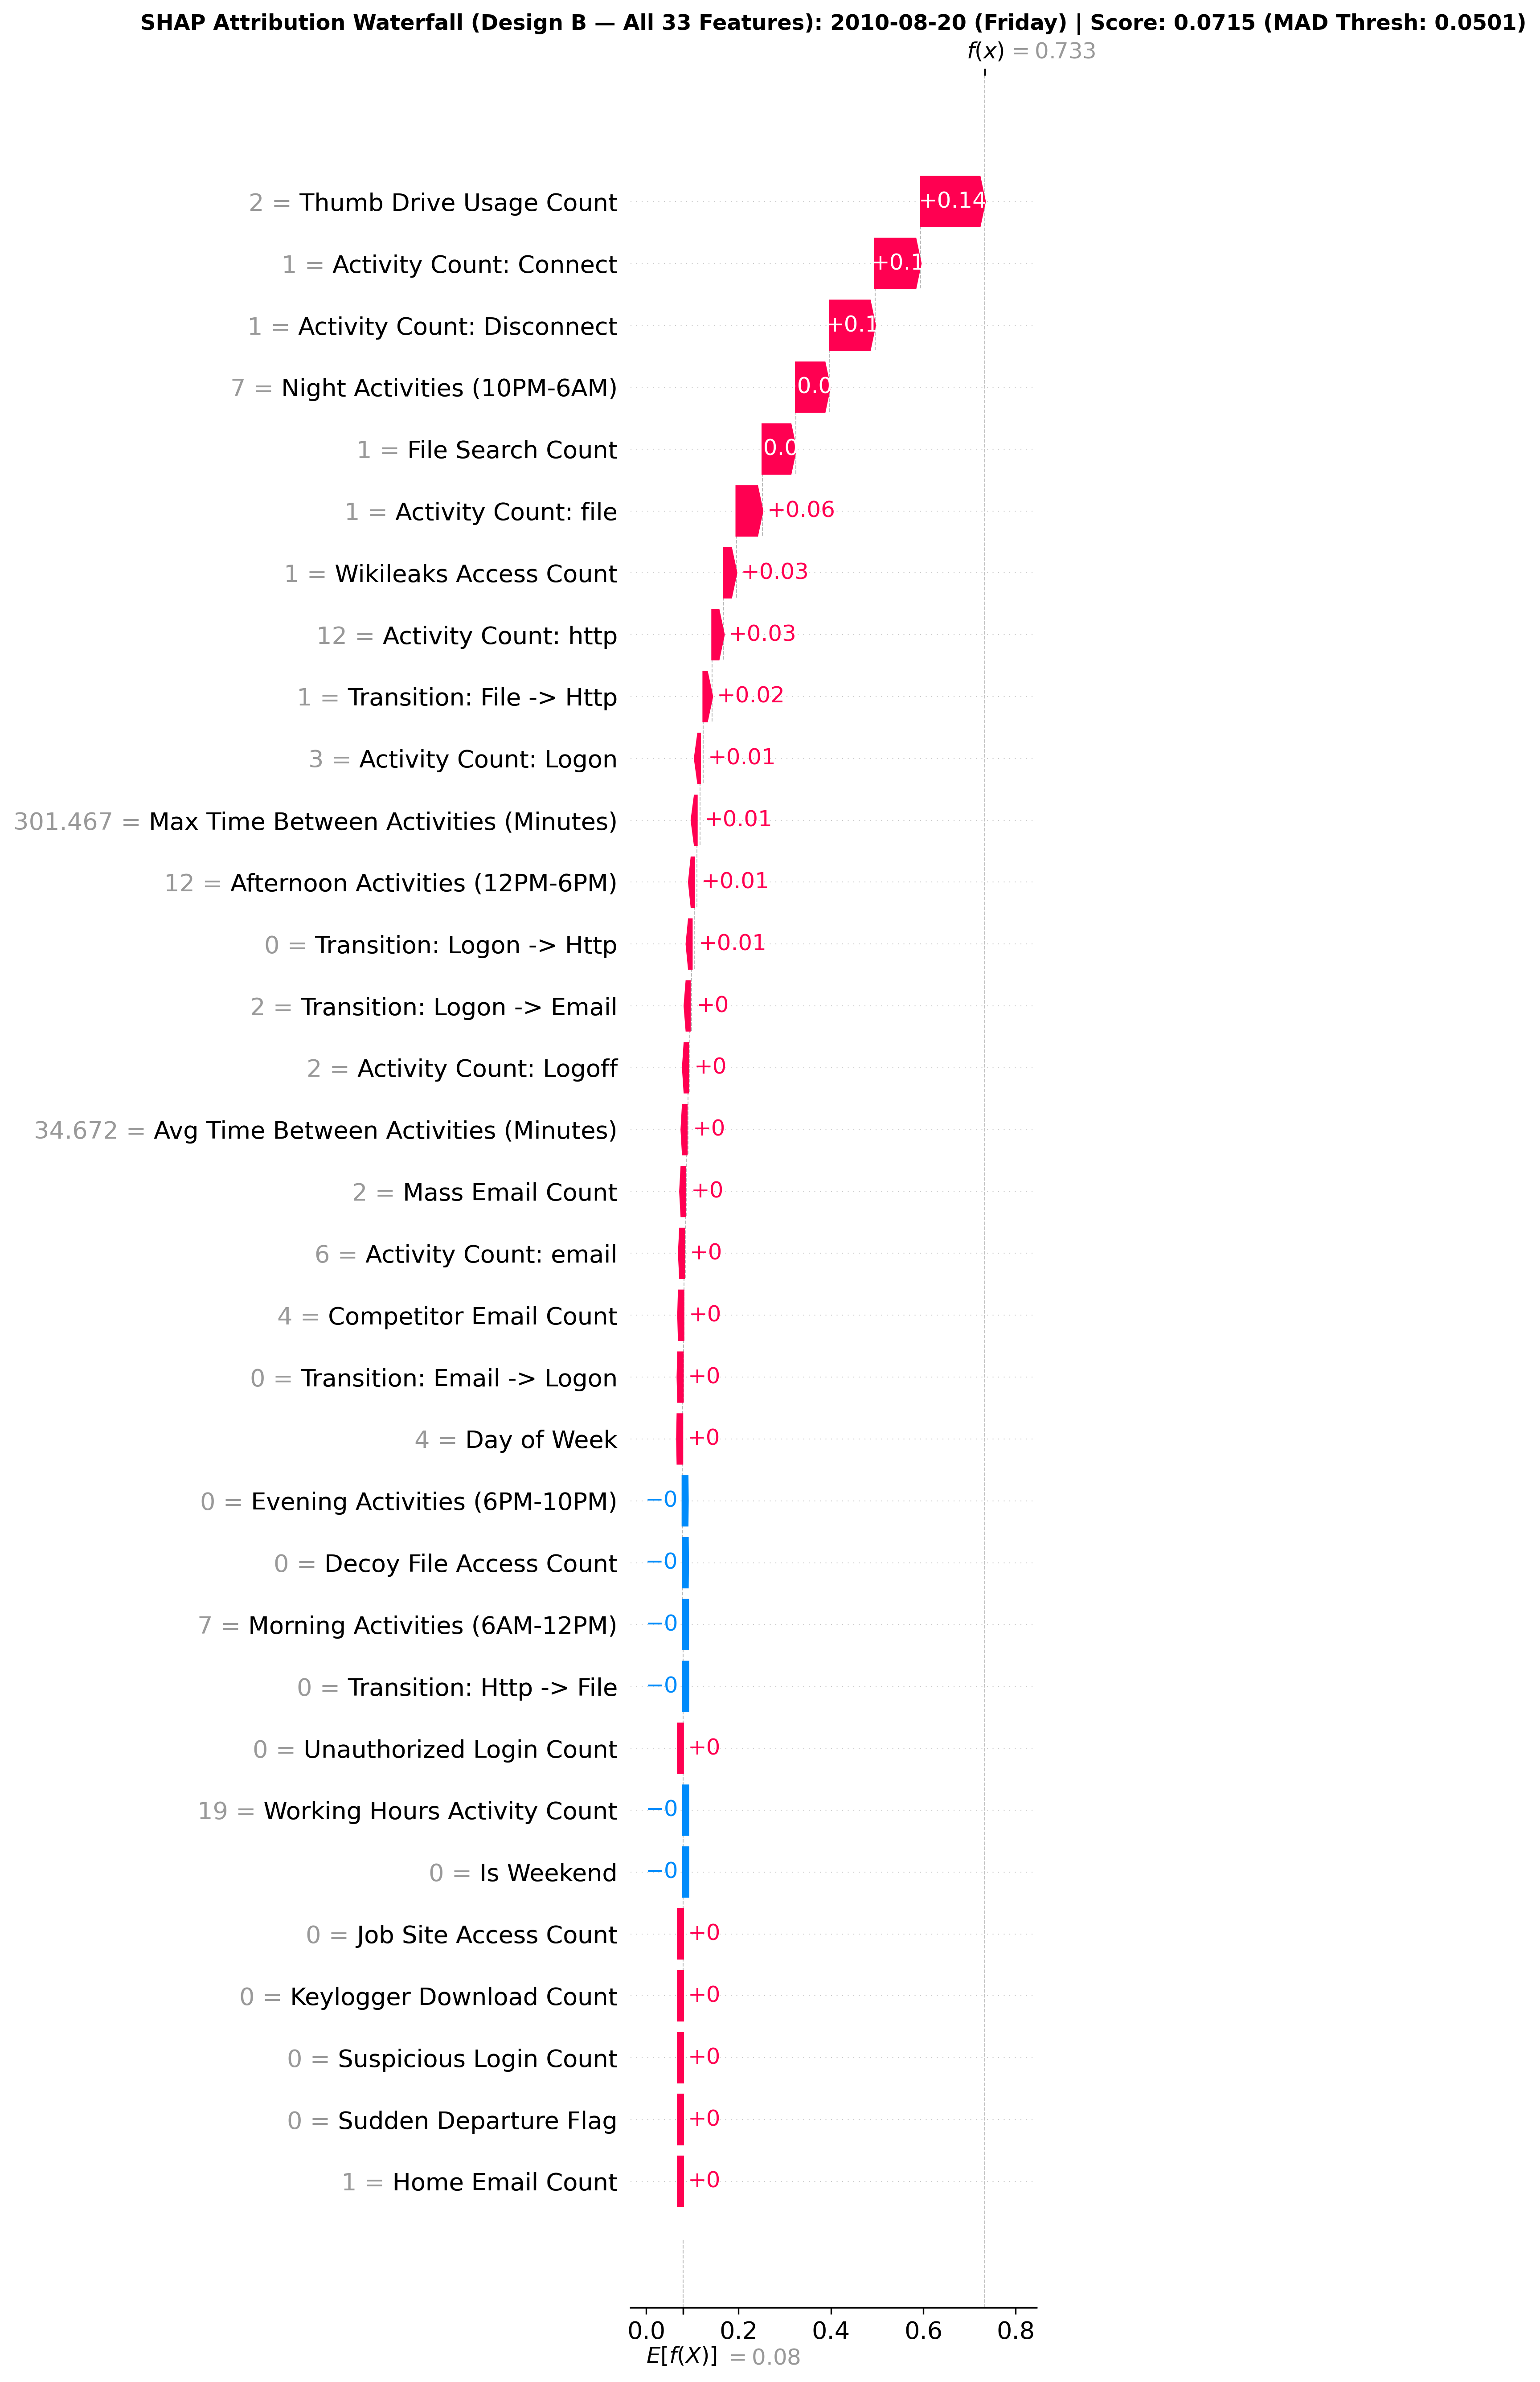 SHAP Attribution Waterfall (Design B — All 33 Features): 2010-08-20 (Friday) | Score: 0.0715 (MAD Thresh: 0.0501)
f(x) = 0.733
2 = Thumb Drive Usage Count +0.14
1 = Activity Count: Connect +0.1
1 = Activity Count: Disconnect +0.1
7 = Night Activities (10PM-6AM) 0.0
1 = File Search Count 0.0
1 = Activity Count: file +0.06
1 = Wikileaks Access Count +0.03
12 = Activity Count: http +0.03
1 = Transition: File -> Http +0.02
3 = Activity Count: Logon +0.01
301.467 = Max Time Between Activities (Minutes) +0.01
12 = Afternoon Activities (12PM-6PM) +0.01
0 = Transition: Logon -> Http +0.01
2 = Transition: Logon -> Email +0
2 = Activity Count: Logoff +0
34.672 = Avg Time Between Activities (Minutes) +0
2 = Mass Email Count +0
6 = Activity Count: email +0
4 = Competitor Email Count +0
0 = Transition: Email -> Logon +0
4 = Day of Week +0
0 = Evening Activities (6PM-10PM) −0
0 = Decoy File Access Count −0
7 = Morning Activities (6AM-12PM) −0
0 = Transition: Http -> File −0
0 = Unauthorized Login Count +0
19 = Working Hours Activity Count −0
0 = Is Weekend −0
0 = Job Site Access Count +0
0 = Keylogger Download Count +0
0 = Suspicious Login Count +0
0 = Sudden Departure Flag +0
1 = Home Email Count +0
0.0 0.2 0.4 0.6 0.8
E[f(X)] = 0.08